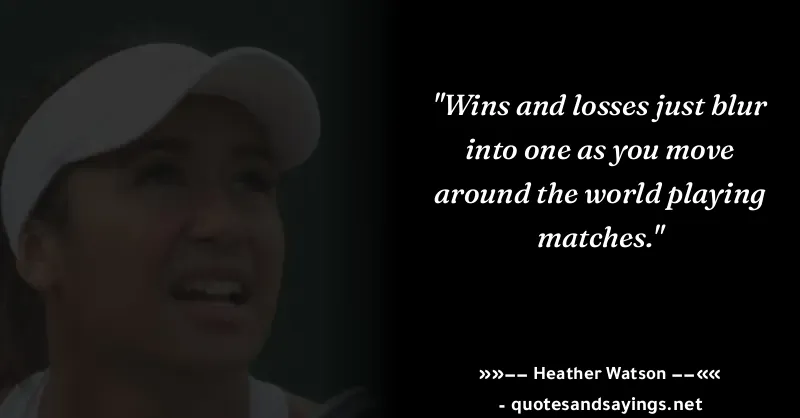 "Wins and losses just blur
into one as you move
around the world playing
matches."
»»–– Heather Watson ––««
- quotesandsayings.net